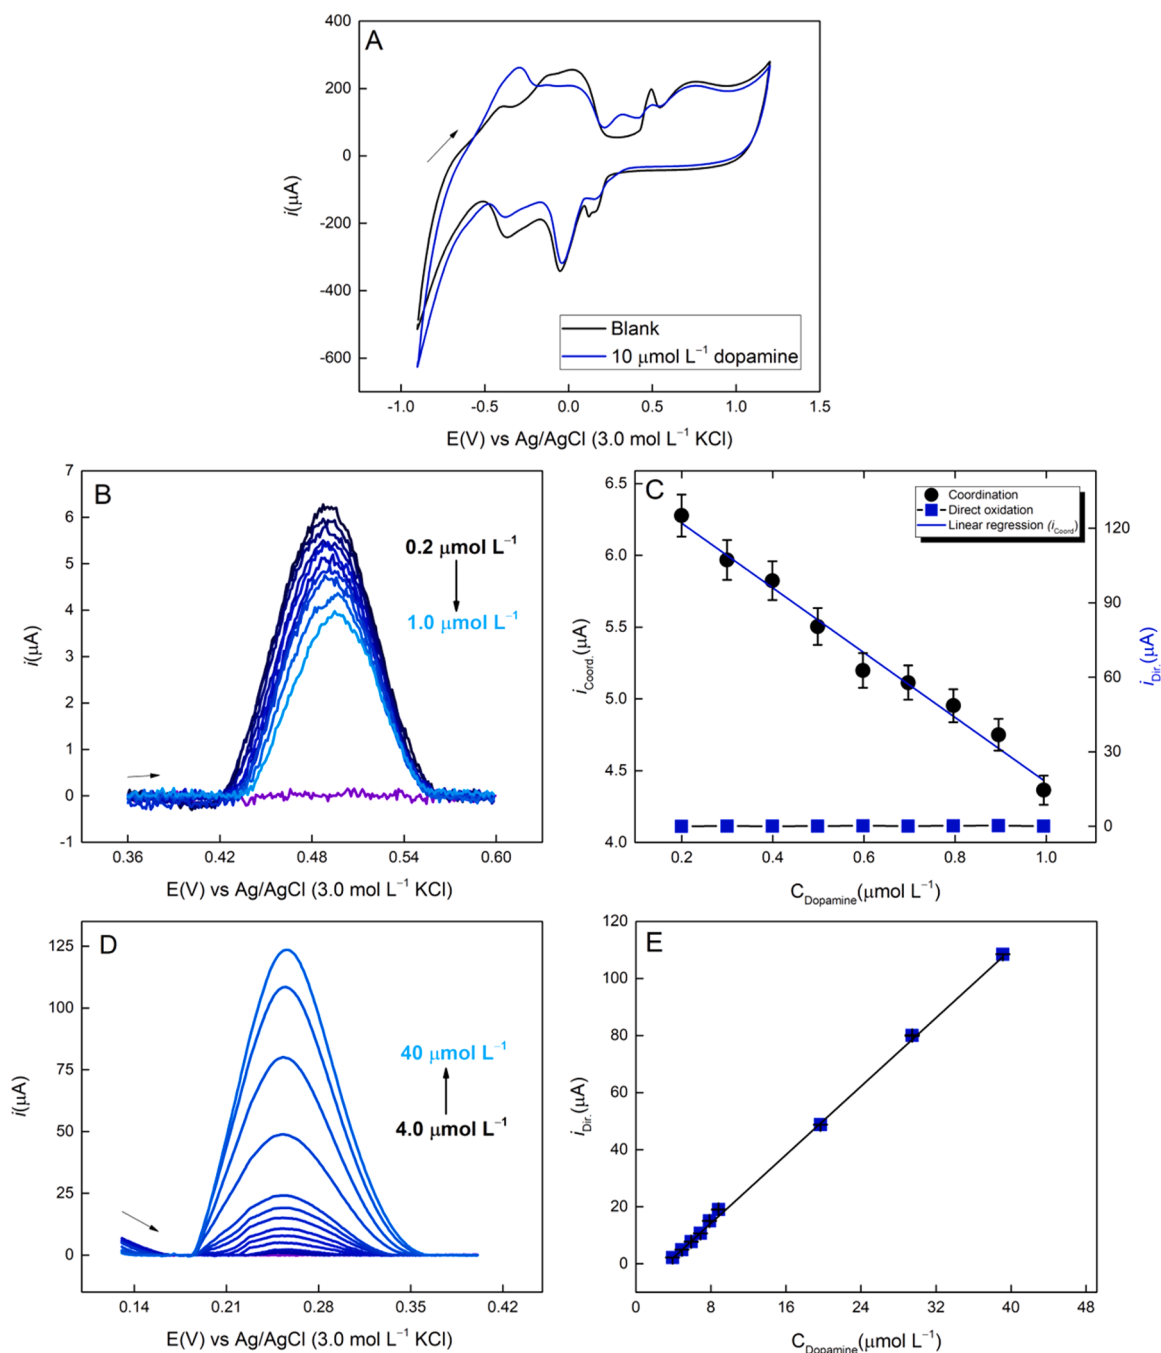 A
400
200
0
-200
-400
-600
i(μA)
Blank
10 μmol L⁻¹ dopamine
-1.0 -0.5 0.0 0.5 1.0 1.5
E(V) vs Ag/AgCl (3.0 mol L⁻¹ KCl)
B
7
6
5
4
3
2
1
0
-1
i(μA)
0.2 μmol L⁻¹
1.0 μmol L⁻¹
0.36 0.42 0.48 0.54 0.60
E(V) vs Ag/AgCl (3.0 mol L⁻¹ KCl)
C
6.5
6.0
5.5
5.0
4.5
4.0
i_Coord.(μA)
Coordination
Direct oxidation
Linear regression (i_Coord)
120
90
60
30
0
i_Dir.(μA)
0.2 0.4 0.6 0.8 1.0
C_Dopamine(μmol L⁻¹)
D
125
100
75
50
25
0
i(μA)
40 μmol L⁻¹
4.0 μmol L⁻¹
0.14 0.21 0.28 0.35 0.42
E(V) vs Ag/AgCl (3.0 mol L⁻¹ KCl)
E
120
100
80
60
40
20
0
i_Dir.(μA)
0 8 16 24 32 40 48
C_Dopamine(μmol L⁻¹)